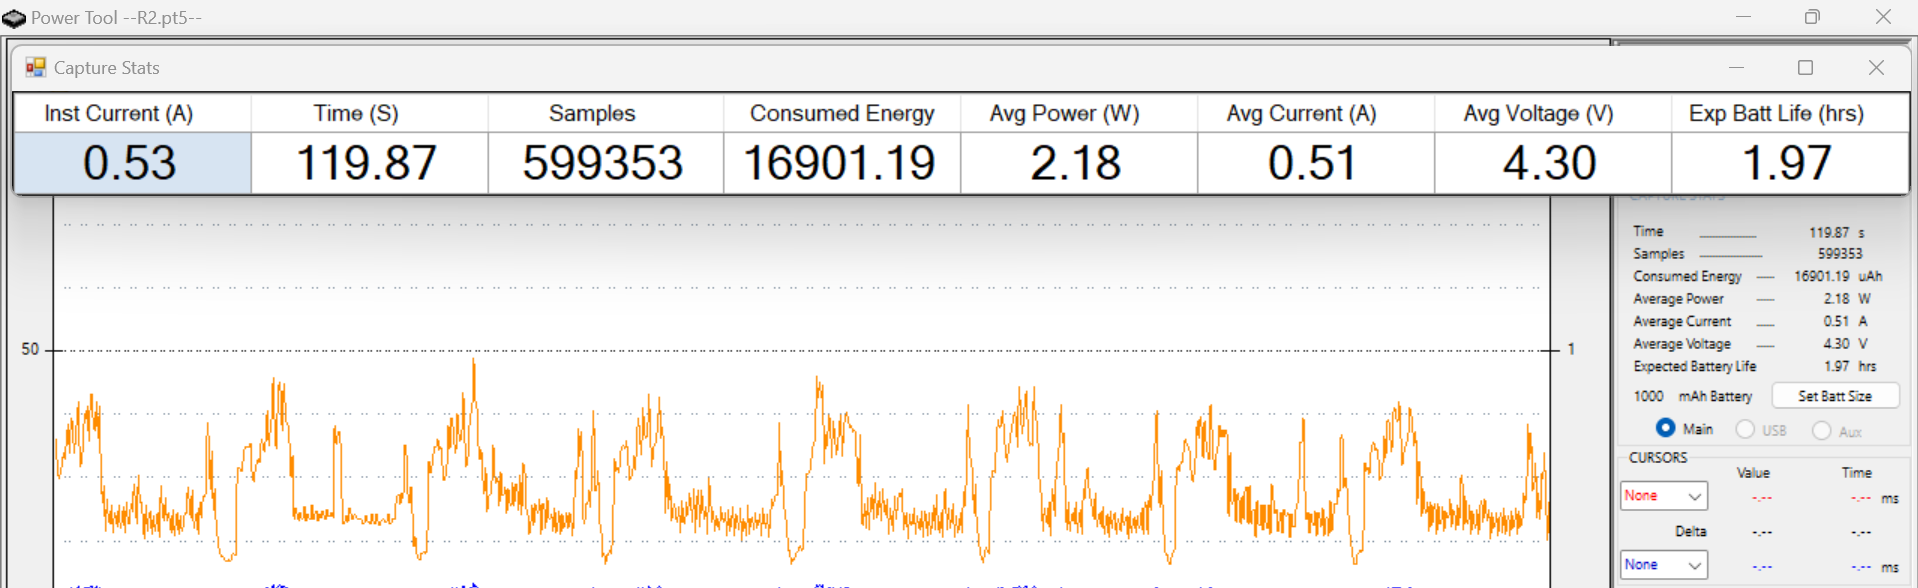 Power Tool --R2.pt5--
Capture Stats
Inst Current (A) Time (S) Samples Consumed Energy Avg Power (W) Avg Current (A) Avg Voltage (V) Exp Batt Life (hrs)
0.53 119.87 599353 16901.19 2.18 0.51 4.30 1.97
50
1
Time 119.87 s
Samples 599353
Consumed Energy 16901.19 uAh
Average Power 2.18 W
Average Current 0.51 A
Average Voltage 4.30 V
Expected Battery Life 1.97 hrs
1000 mAh Battery Set Batt Size
Main USB Aux
CURSORS
Value Time
None -.-- -.-- ms
Delta -.-- -.--
None -.-- -.-- ms